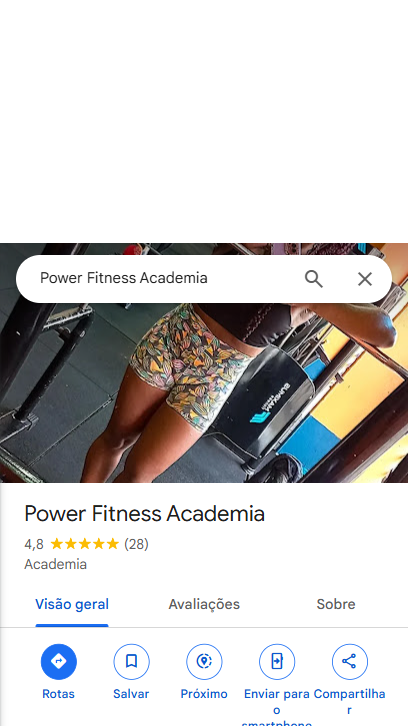 Power Fitness Academia
Power Fitness Academia
4,8 (28)
Academia
Visão geral Avaliações Sobre
Rotas Salvar Próximo Enviar para o smartphone Compartilhar